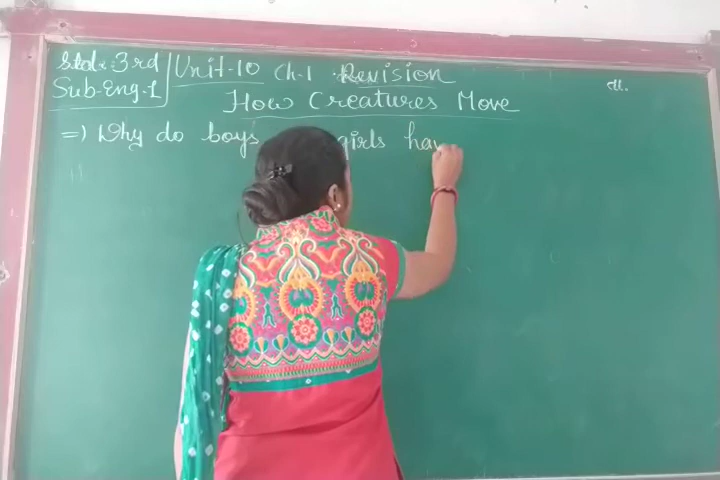 Std:-3rd
Sub-Eng-1
Unit-10 Ch-1 Revision
How Creatures Move
=) Why do boys girls hav